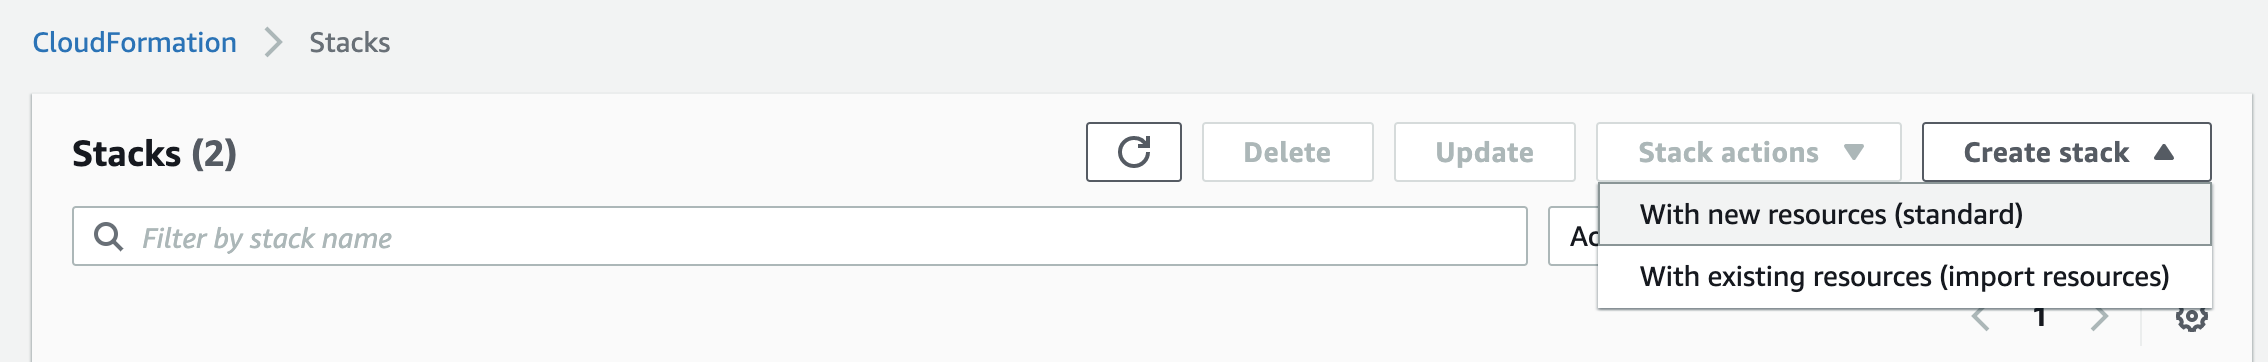 CloudFormation > Stacks
Stacks (2)
Delete
Update
Stack actions
Create stack
With new resources (standard)
With existing resources (import resources)
Filter by stack name
1